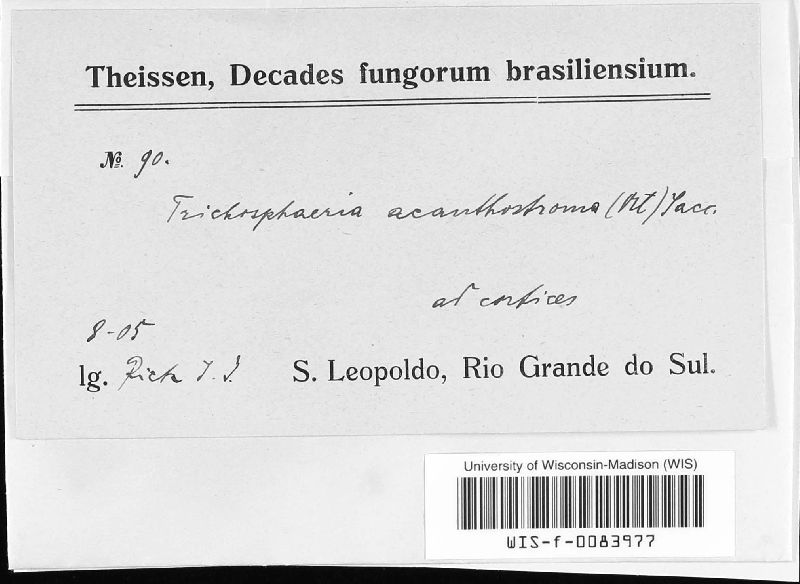 Theissen, Decades fungorum brasiliensium.
№ 90.
Trichosphaeria acanthostroma (Mt) Sacc.
ad cortices
8-05
lg. Rick S. J. S. Leopoldo, Rio Grande do Sul.
University of Wisconsin-Madison (WIS)
WIS-f-0083977